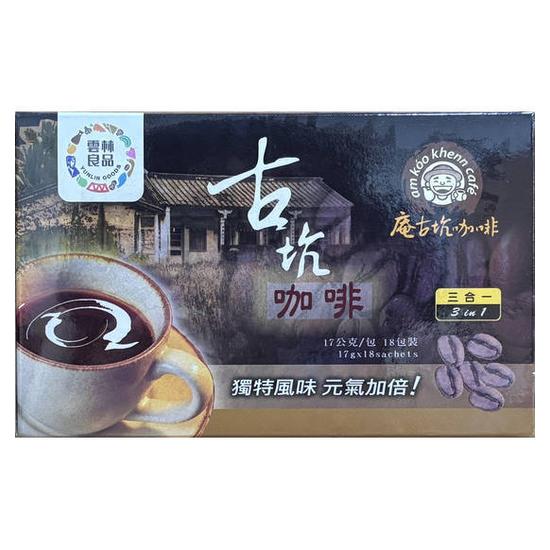 雲林
良品
YUNLIN GOODS
am kóo khenn café
庵古坑咖啡
古坑
咖啡
三合一
3 in 1
17公克/包 18包裝
17gx18sachets
獨特風味 元氣加倍!